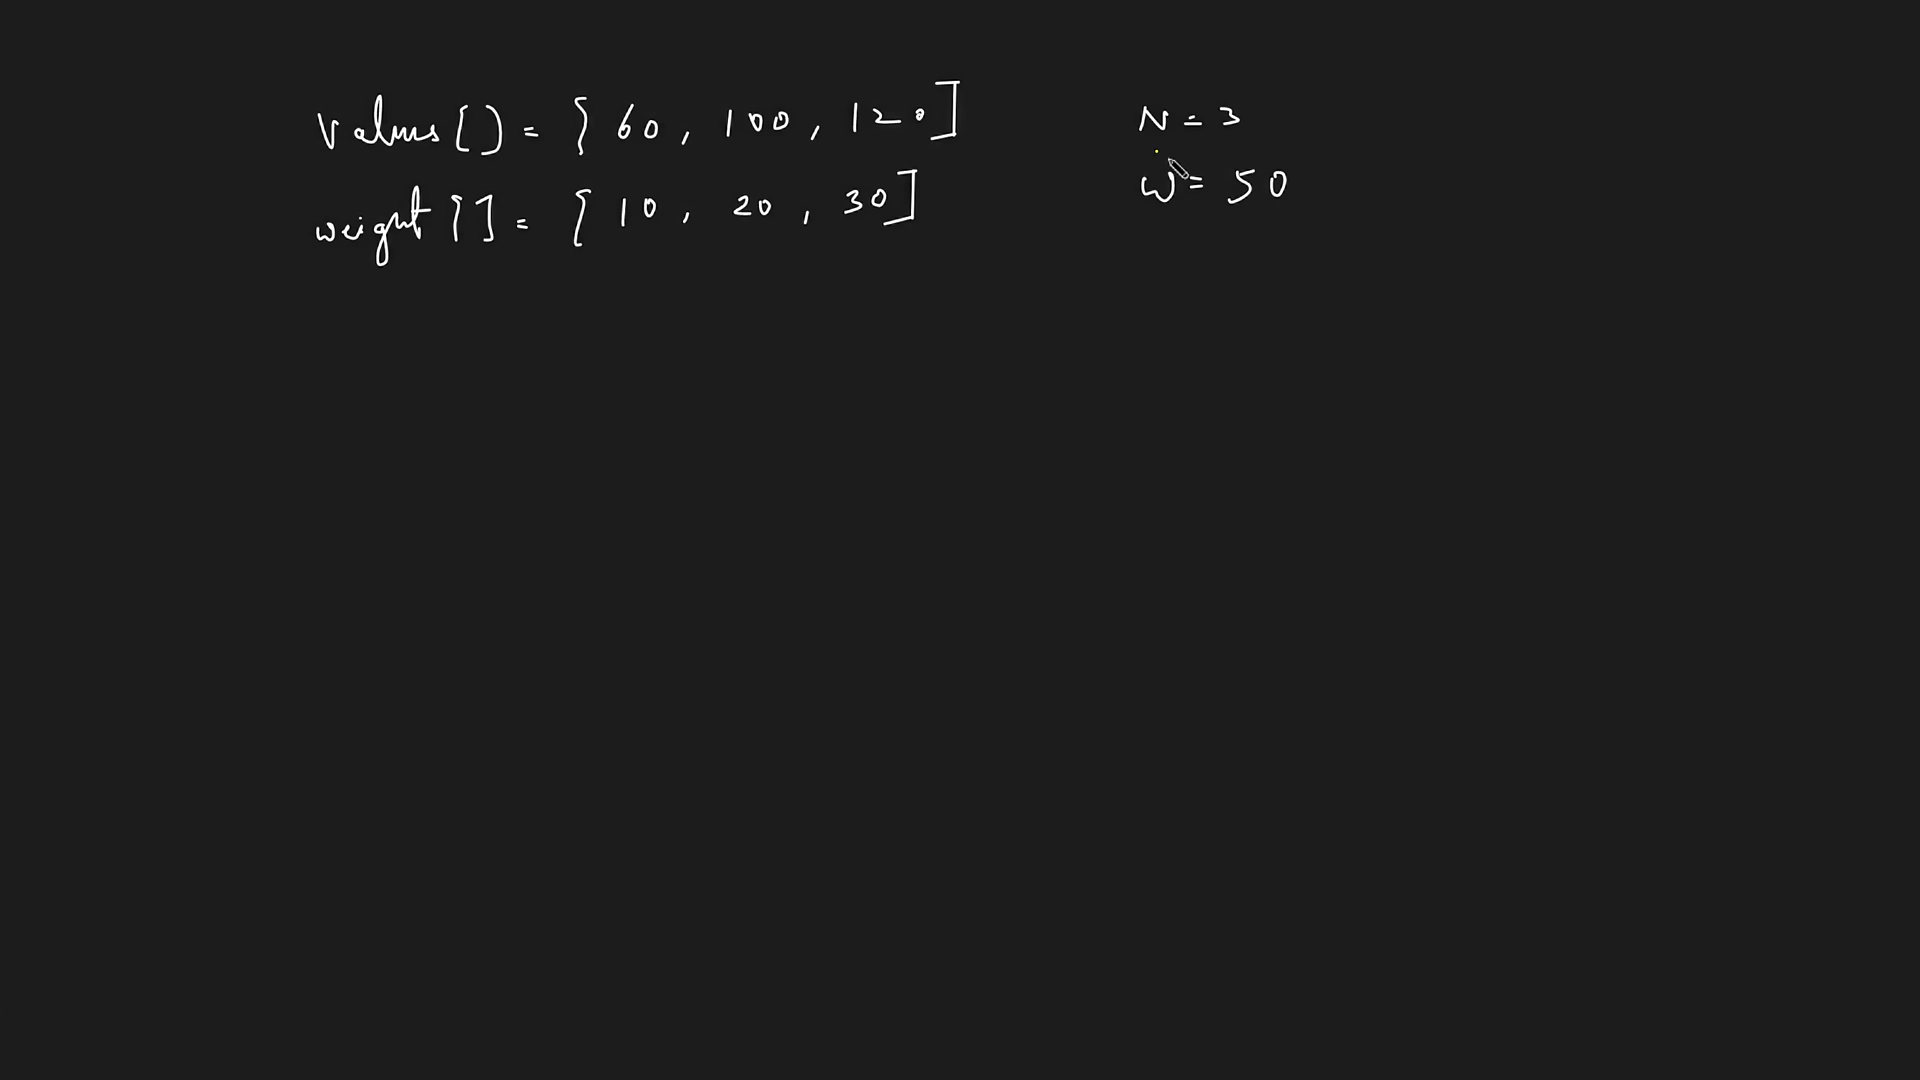 values[] = { 60, 100, 120]
weight[] = { 10, 20, 30]
N = 3
W = 50